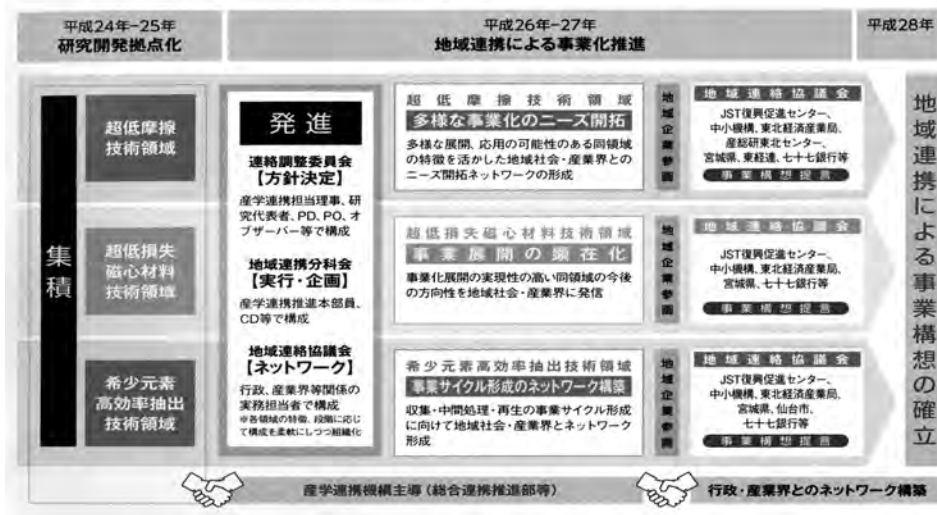 平成24年-25年
研究開発拠点化
平成26年-27年
地域連携による事業化推進
平成28年
集積
超低摩擦
技術領域
超低損失
磁心材料
技術領域
希少元素
高効率抽出
技術領域
発進
連絡調整委員会
【方針決定】
産学連携担当理事、研
究代表者、PD、PO、オ
ブザーバー等で構成
地域連携分科会
【実行・企画】
産学連携推進本部員、
CD等で構成
地域連絡協議会
【ネットワーク】
行政、産業界等関係の
実務担当者で構成
※各領域の特徴、段階に応じ
て構成を柔軟にしつつ組織化
超低摩擦技術領域
多様な事業化のニーズ開拓
多様な展開、応用の可能性のある同領域
の特徴を活かした地域社会・産業界との
ニーズ開拓ネットワークの形成
地域企業参画
地域連絡協議会
JST復興促進センター、
中小機構、東北経済産業局、
産総研東北センター、
宮城県、東経連、七十七銀行等
事業構想提言
超低損失磁心材料技術領域
事業展開の顕在化
事業化展開の実現性の高い同領域の今後
の方向性を地域社会・産業界に発信
地域企業参画
地域連絡協議会
JST復興促進センター、
中小機構、東北経済産業局、
宮城県、七十七銀行等
事業構想提言
希少元素高効率抽出技術領域
事業サイクル形成のネットワーク構築
収集・中間処理・再生の事業サイクル形成
に向けて地域社会・産業界とネットワーク
形成
地域企業参画
地域連絡協議会
JST復興促進センター、
中小機構、東北経済産業局、
宮城県、仙台市、
七十七銀行等
事業構想提言
地域連携による事業構想の確立
産学連携機構主導（総合連携推進部等）
行政・産業界とのネットワーク構築